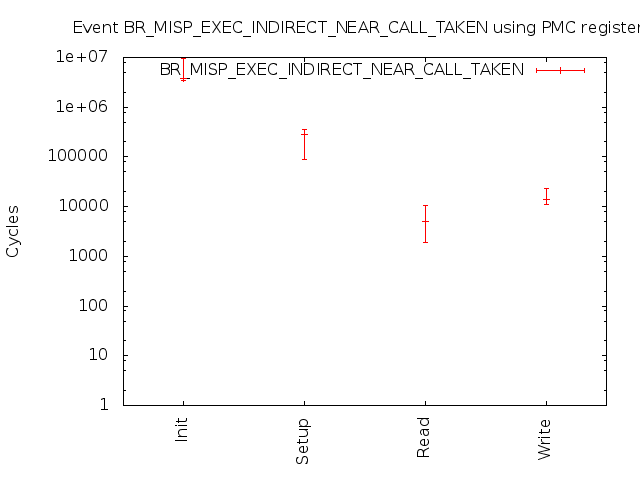 Event BR_MISP_EXEC_INDIRECT_NEAR_CALL_TAKEN using PMC register
BR_MISP_EXEC_INDIRECT_NEAR_CALL_TAKEN
1e+07
1e+06
100000
10000
1000
100
10
1
Cycles
Init
Setup
Read
Write